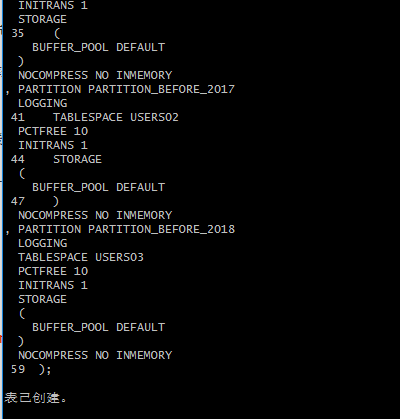 INITRANS 1
STORAGE
35    (
BUFFER_POOL DEFAULT
)
NOCOMPRESS NO INMEMORY
, PARTITION PARTITION_BEFORE_2017
LOGGING
41    TABLESPACE USERS02
PCTFREE 10
INITRANS 1
44    STORAGE
(
BUFFER_POOL DEFAULT
47    )
NOCOMPRESS NO INMEMORY
, PARTITION PARTITION_BEFORE_2018
LOGGING
TABLESPACE USERS03
PCTFREE 10
INITRANS 1
STORAGE
(
BUFFER_POOL DEFAULT
)
NOCOMPRESS NO INMEMORY
59  );
表已创建。